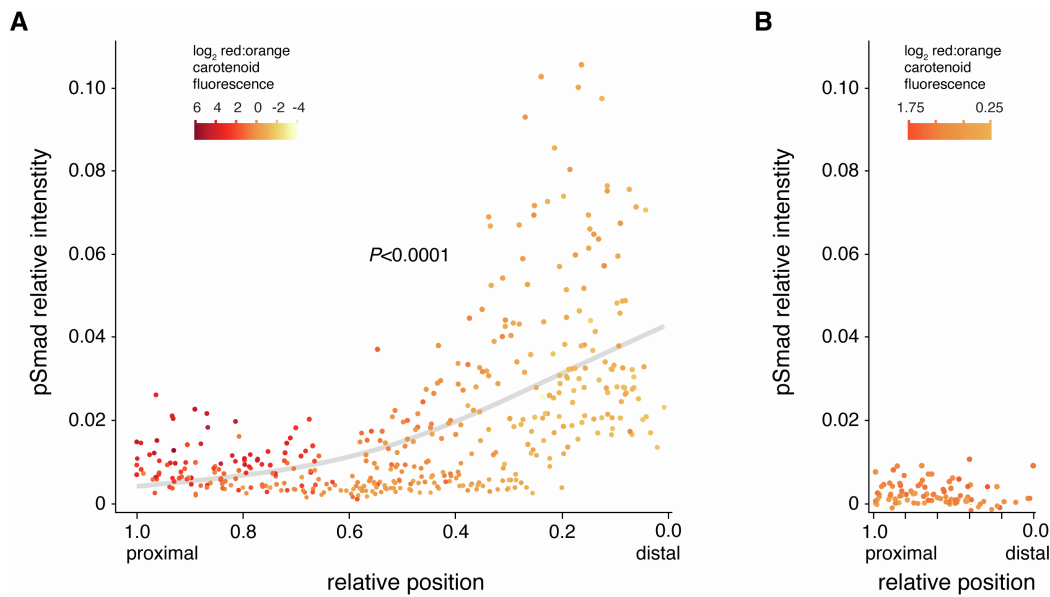 A
log2 red:orange
carotenoid
fluorescence
6 4 2 0 -2 -4
P<0.0001
0.10
0.08
0.06
0.04
0.02
0
pSmad relative intenstity
1.0 0.8 0.6 0.4 0.2 0.0
proximal distal
relative position
B
log2 red:orange
carotenoid
fluorescence
1.75 0.25
0.10
0.08
0.06
0.04
0.02
0
pSmad relative intensity
1.0 0.0
proximal distal
relative position